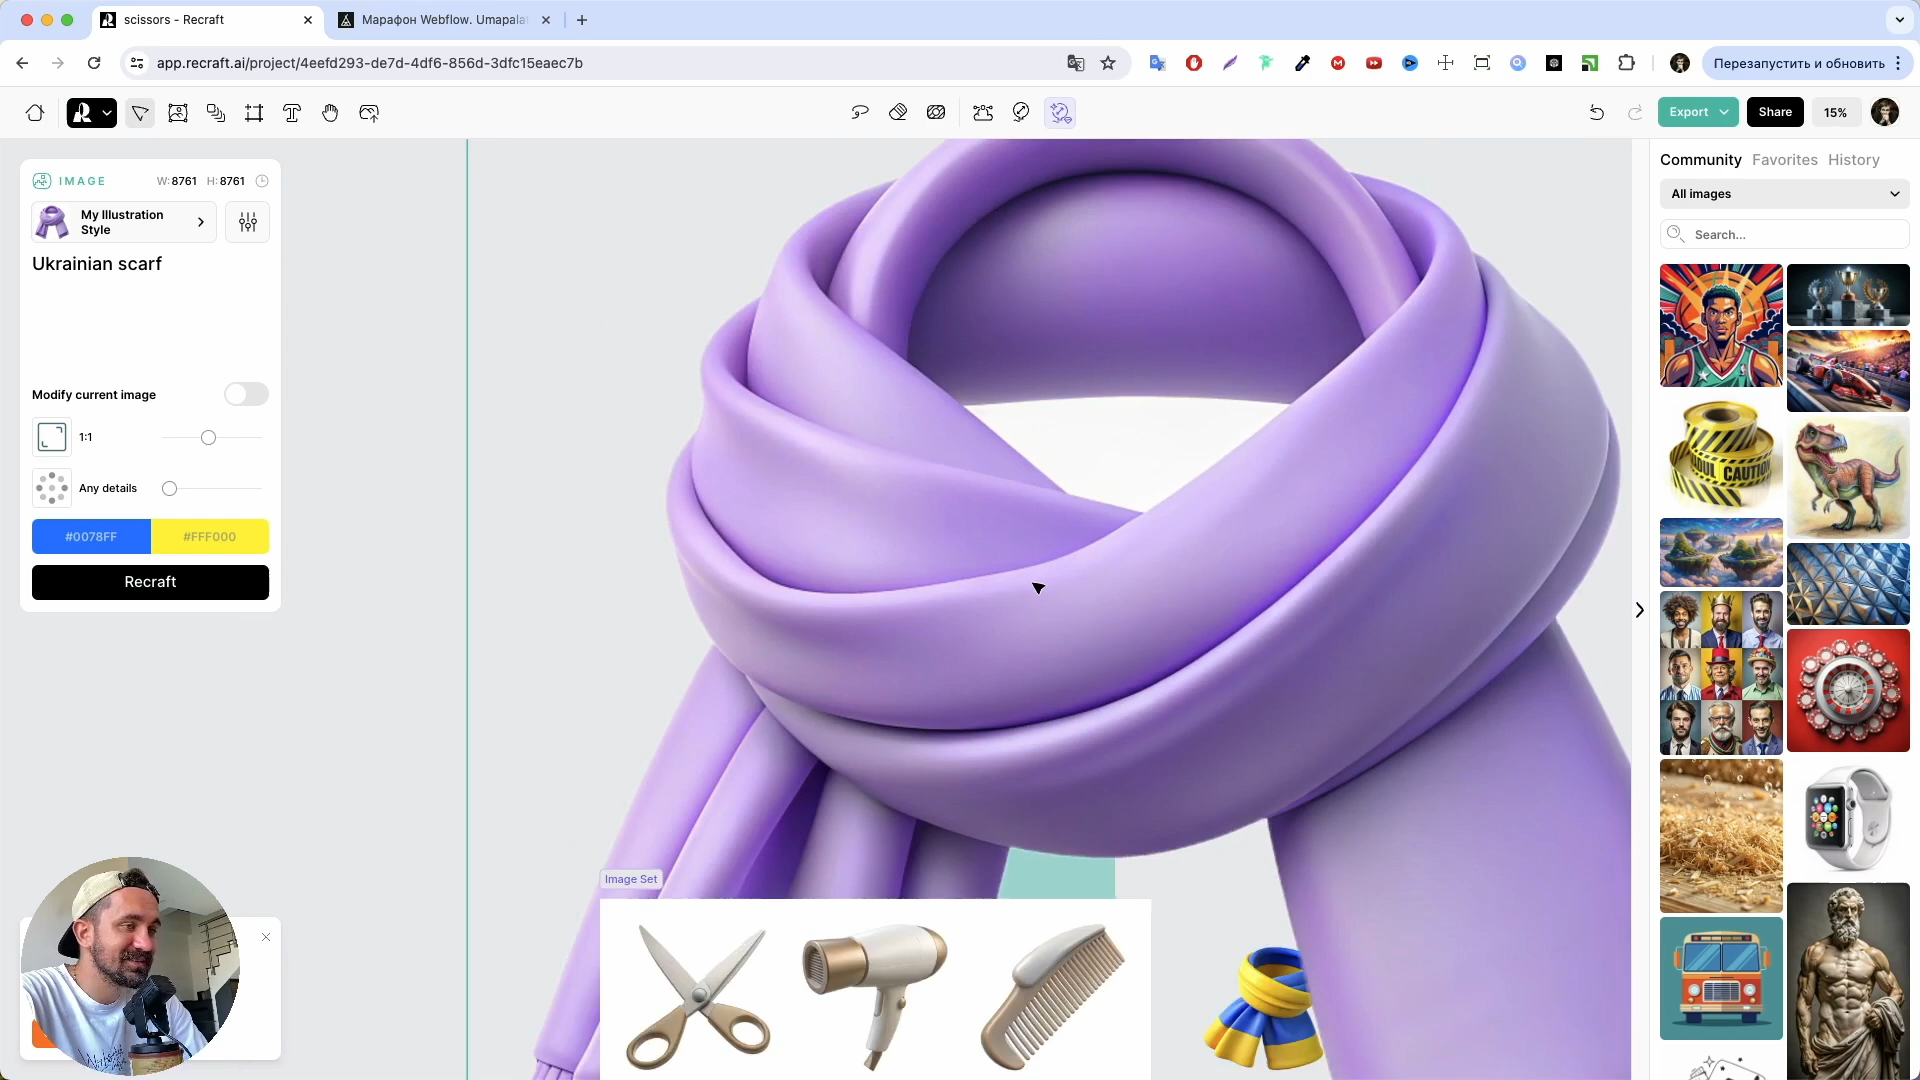 scissors - Recraft
Марафон Webflow. Umapala
app.recraft.ai/project/4eefd293-de7d-4df6-856d-3dfc15eaec7b
Перезапустить и обновить
Export
Share
15%
IMAGE
W: 8761 H: 8761
My Illustration
Style
Ukrainian scarf
Modify current image
1:1
Any details
#0078FF
#FFF000
Recraft
Community
Favorites
History
All images
Search...
CAUTION
Image Set